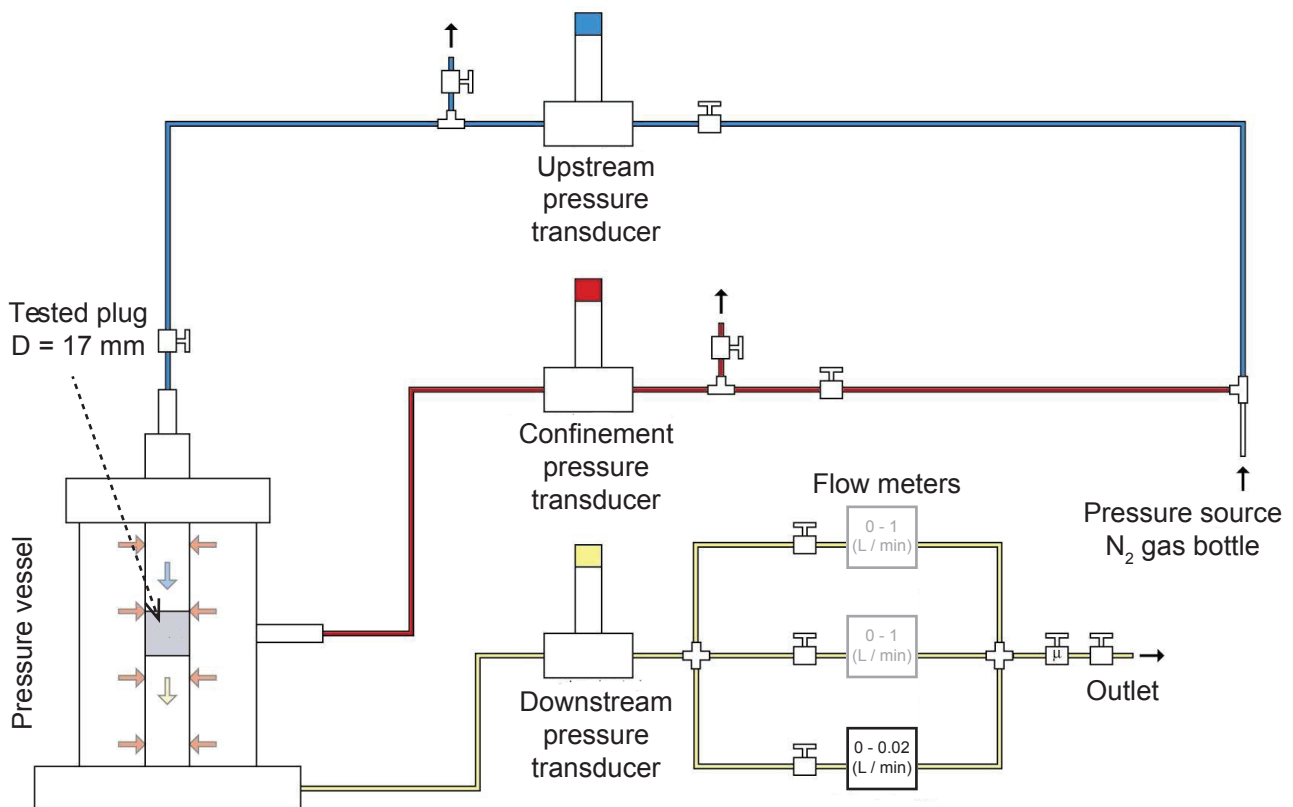 Upstream
pressure
transducer
Tested plug
D = 17 mm
Confinement
pressure
transducer
Flow meters
0 - 1
(L / min)
Pressure source
N₂ gas bottle
Pressure vessel
0 - 1
(L / min)
μ
Outlet
Downstream
pressure
transducer
0 - 0.02
(L / min)